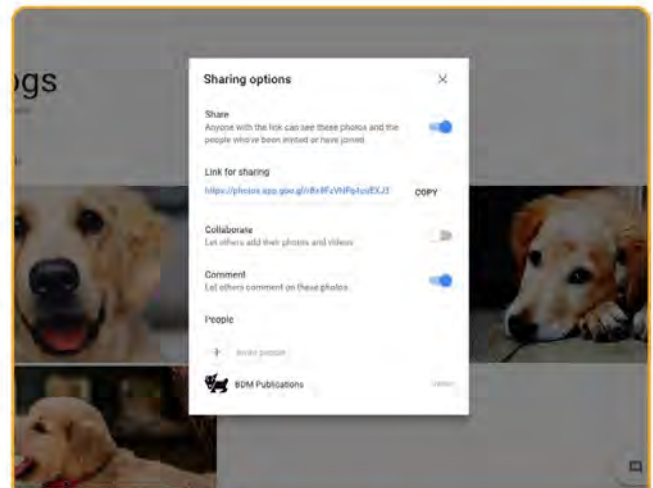 ogs
Sharing options
Share
Anyone with the link can see these photos and the
people who've been invited or have joined
Link for sharing
COPY
Collaborate
Let others add their photos and videos
Comment
Let others comment on these photos
People
Invite people
BDM Publications